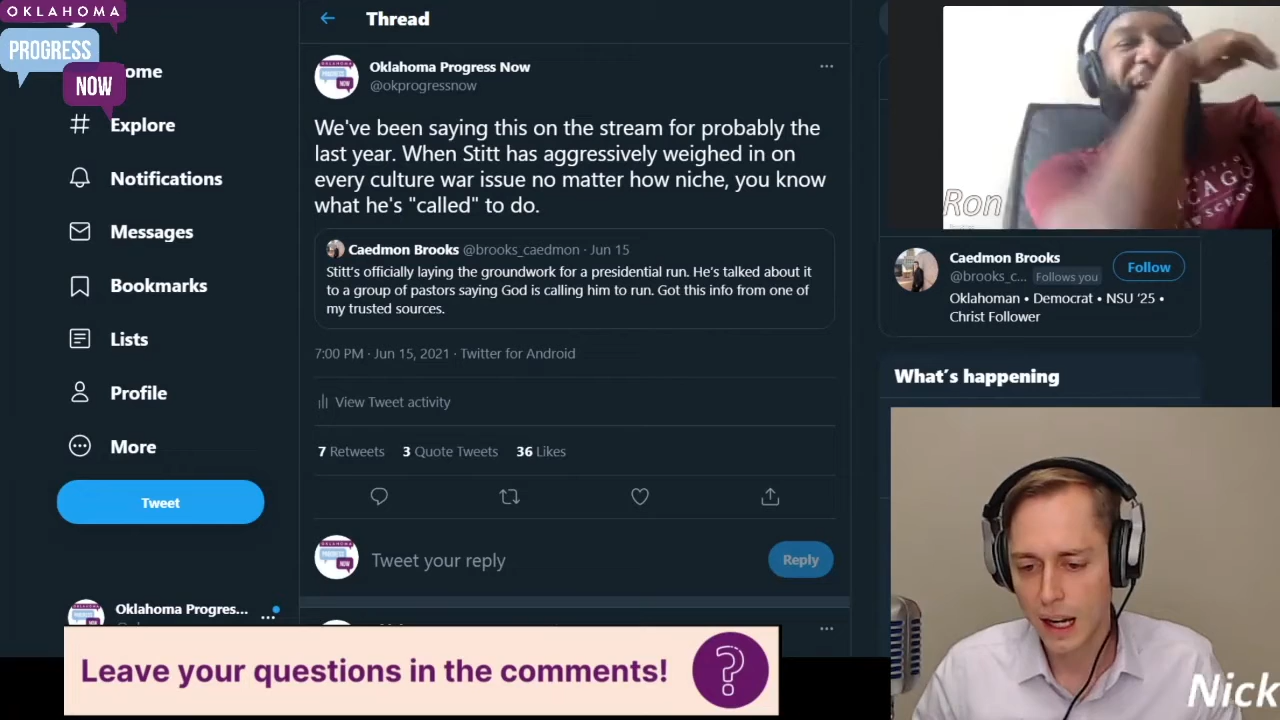 OKLAHOMA
PROGRESS
NOW
ome
Explore
Notifications
Messages
Bookmarks
Lists
Profile
More
Tweet
Oklahoma Progres...
Thread
Oklahoma Progress Now
@okprogressnow
We've been saying this on the stream for probably the
last year. When Stitt has aggressively weighed in on
every culture war issue no matter how niche, you know
what he's "called" to do.
Caedmon Brooks @brooks_caedmon · Jun 15
Stitt's officially laying the groundwork for a presidential run. He's talked about it
to a group of pastors saying God is calling him to run. Got this info from one of
my trusted sources.
7:00 PM · Jun 15, 2021 · Twitter for Android
View Tweet activity
7 Retweets 3 Quote Tweets 36 Likes
Tweet your reply
Reply
Ron
Caedmon Brooks
@brooks_c... Follows you
Follow
Oklahoman • Democrat • NSU '25 •
Christ Follower
What's happening
Leave your questions in the comments!
?
Nick